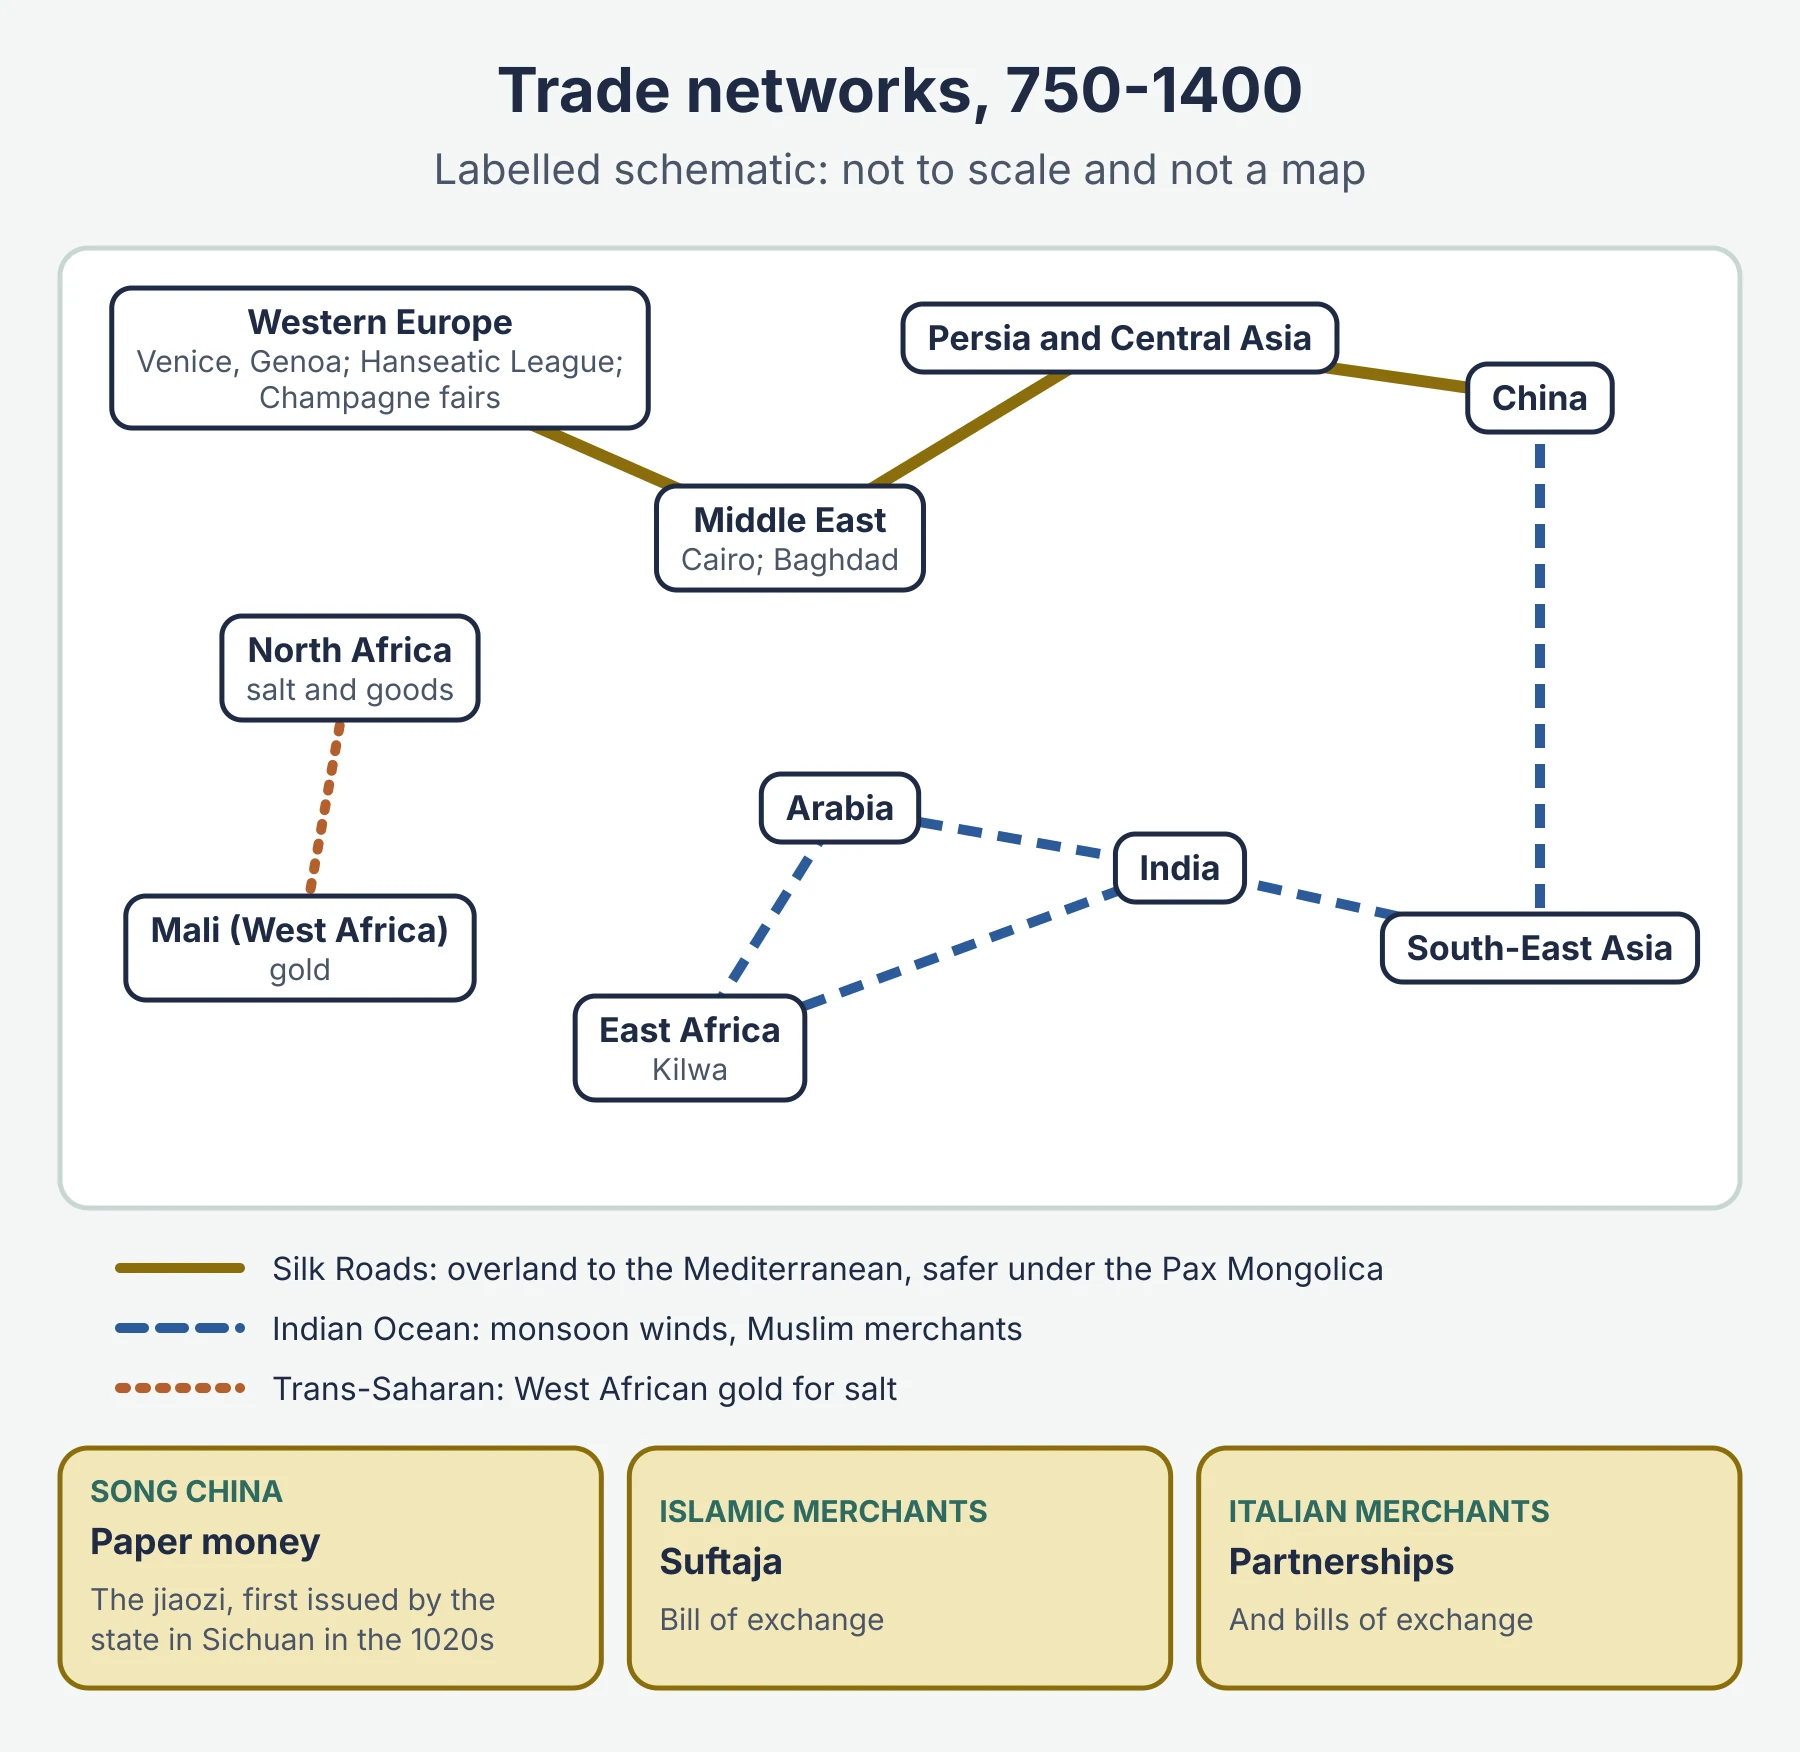 Trade networks, 750-1400
Labelled schematic: not to scale and not a map
Western Europe
Venice, Genoa; Hanseatic League;
Champagne fairs
Persia and Central Asia
China
Middle East
Cairo; Baghdad
North Africa
salt and goods
Arabia
India
Mali (West Africa)
gold
South-East Asia
East Africa
Kilwa
Silk Roads: overland to the Mediterranean, safer under the Pax Mongolica
Indian Ocean: monsoon winds, Muslim merchants
Trans-Saharan: West African gold for salt
SONG CHINA
Paper money
The jiaozi, first issued by the
state in Sichuan in the 1020s
ISLAMIC MERCHANTS
Suftaja
Bill of exchange
ITALIAN MERCHANTS
Partnerships
And bills of exchange